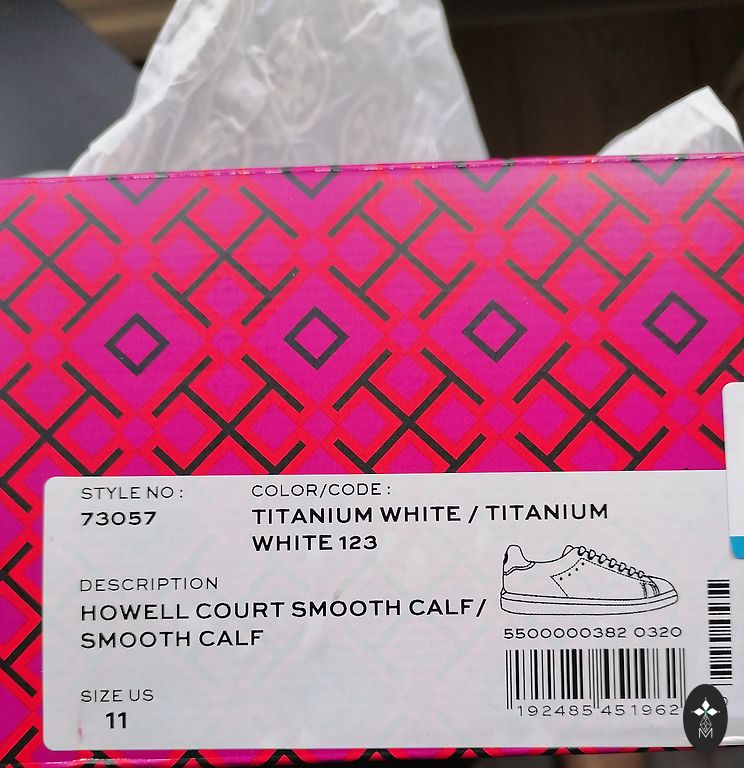 STYLE NO :
73057
COLOR/CODE :
TITANIUM WHITE / TITANIUM
WHITE 123
DESCRIPTION
HOWELL COURT SMOOTH CALF/
SMOOTH CALF
5500000382 0320
192485 451962
SIZE US
11
M